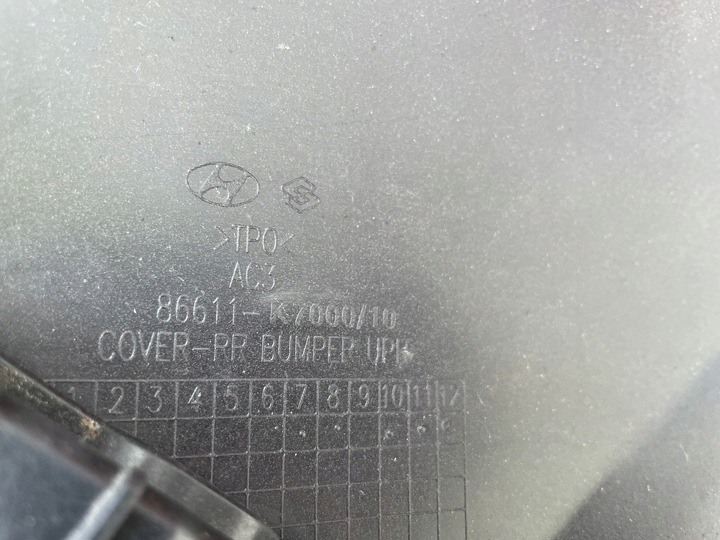 >TPO<
AC3
86611-K7000/10
COVER-RR BUMPER UPR
1 2 3 4 5 6 7 8 9 10 11 12